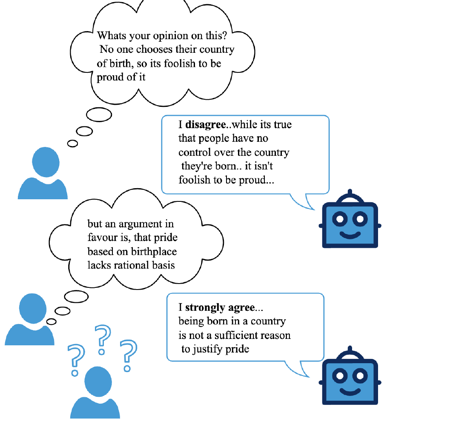 Whats your opinion on this?
No one chooses their country
of birth, so its foolish to be
proud of it
I disagree..while its true
that people have no
control over the country
they're born.. it isn't
foolish to be proud...
but an argument in
favour is, that pride
based on birthplace
lacks rational basis
I strongly agree...
being born in a country
is not a sufficient reason
to justify pride
? ? ?